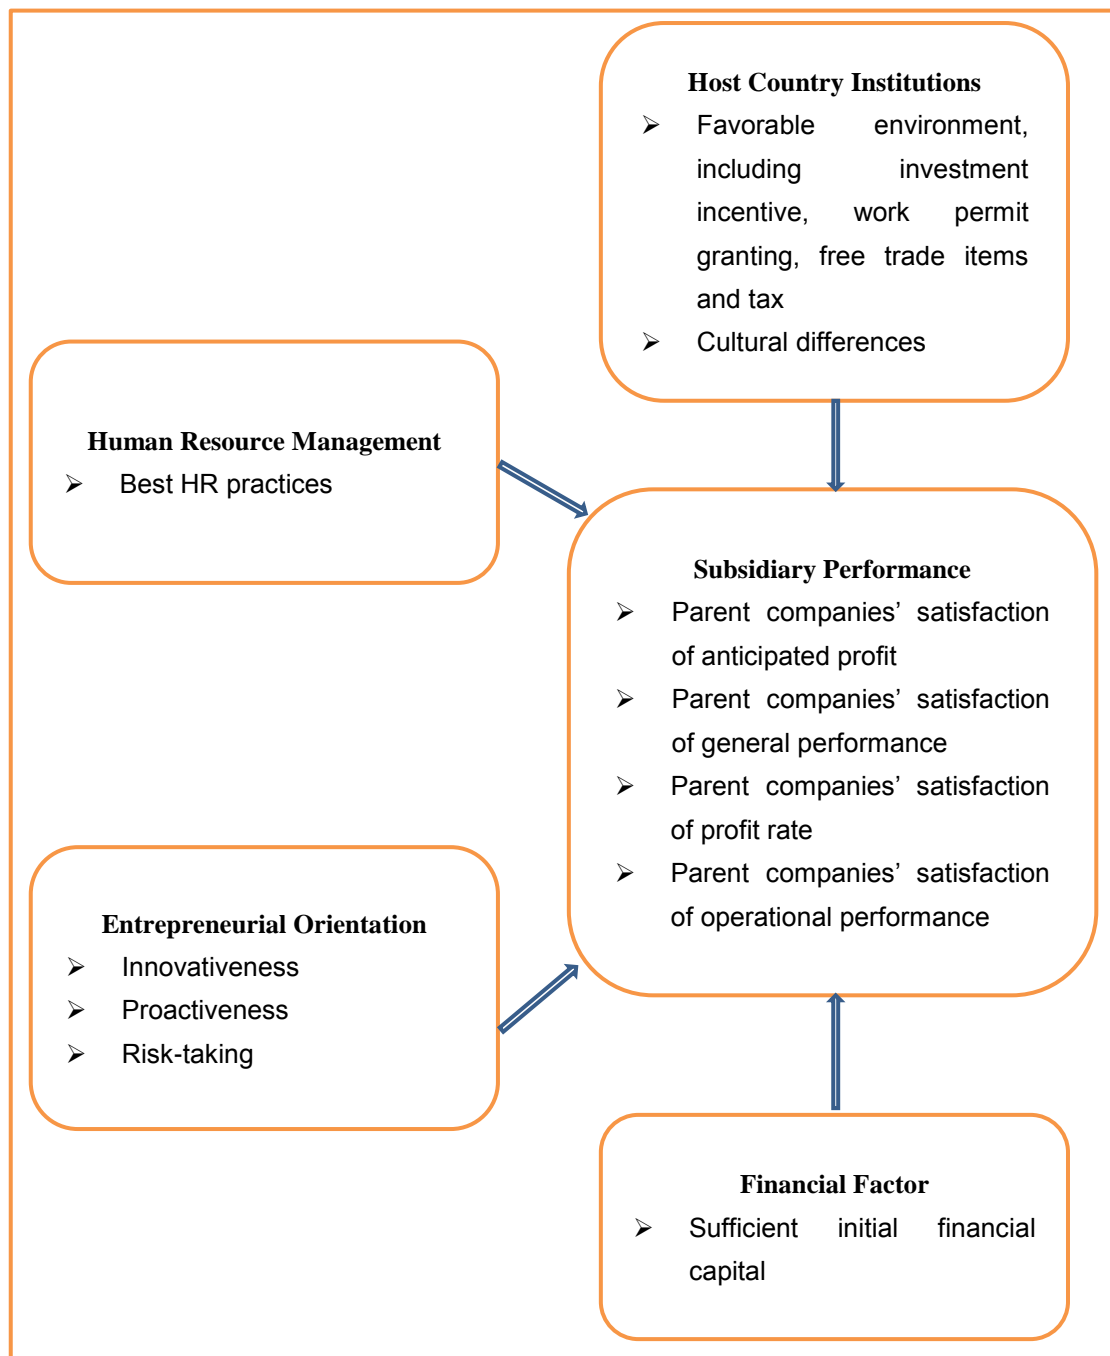 Host Country Institutions
➢ Favorable environment,
including investment
incentive, work permit
granting, free trade items
and tax
➢ Cultural differences
Human Resource Management
➢ Best HR practices
Subsidiary Performance
➢ Parent companies’ satisfaction
of anticipated profit
➢ Parent companies’ satisfaction
of general performance
➢ Parent companies’ satisfaction
of profit rate
➢ Parent companies’ satisfaction
of operational performance
Entrepreneurial Orientation
➢ Innovativeness
➢ Proactiveness
➢ Risk-taking
Financial Factor
➢ Sufficient initial financial
capital